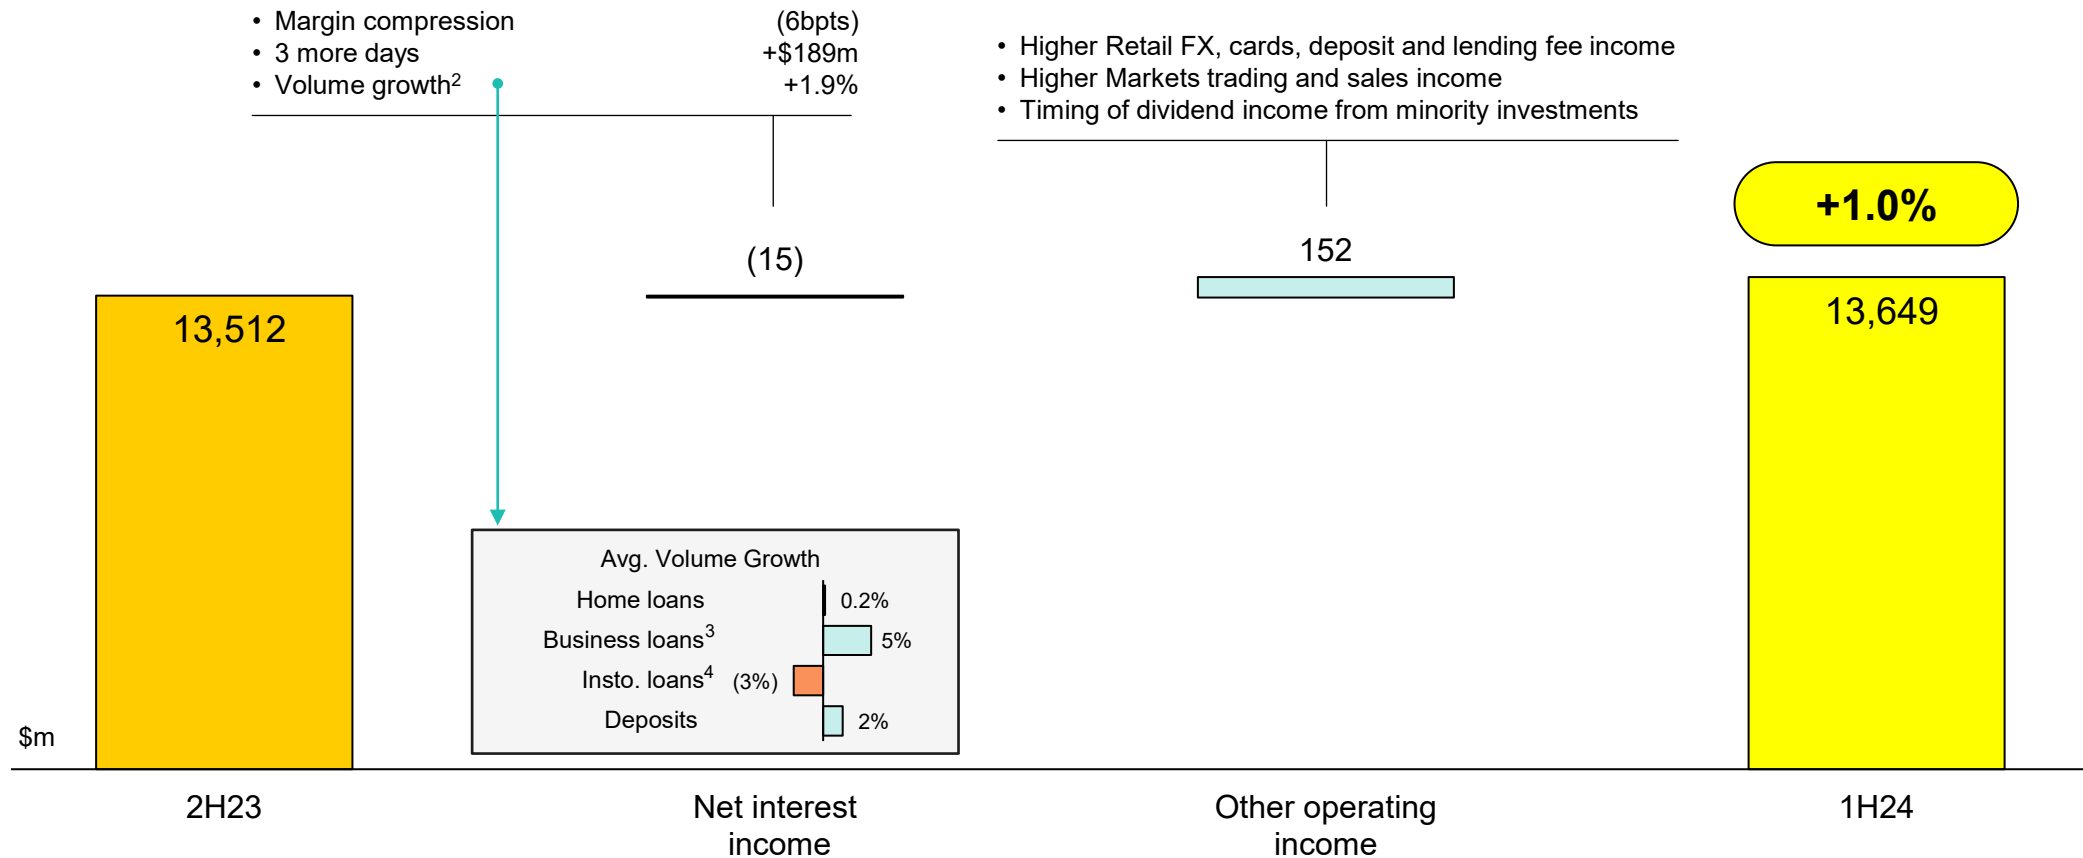 • Margin compression (6bpts)
• 3 more days +$189m
• Volume growth2 +1.9%
• Higher Retail FX, cards, deposit and lending fee income
• Higher Markets trading and sales income
• Timing of dividend income from minority investments
+1.0%
(15)
152
13,512
13,649
Avg. Volume Growth
Home loans 0.2%
Business loans3 5%
Insto. loans4 (3%)
Deposits 2%
$m
2H23
Net interest
income
Other operating
income
1H24